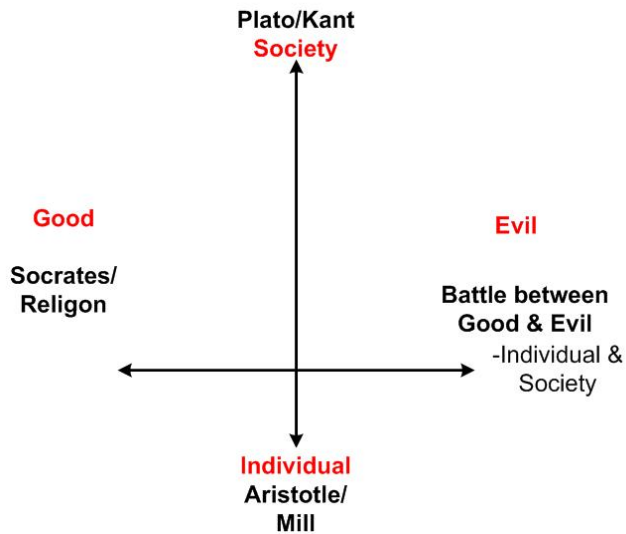 Plato/Kant
Society
Good
Evil
Socrates/
Religon
Battle between
Good & Evil
-Individual &
Society
Individual
Aristotle/
Mill